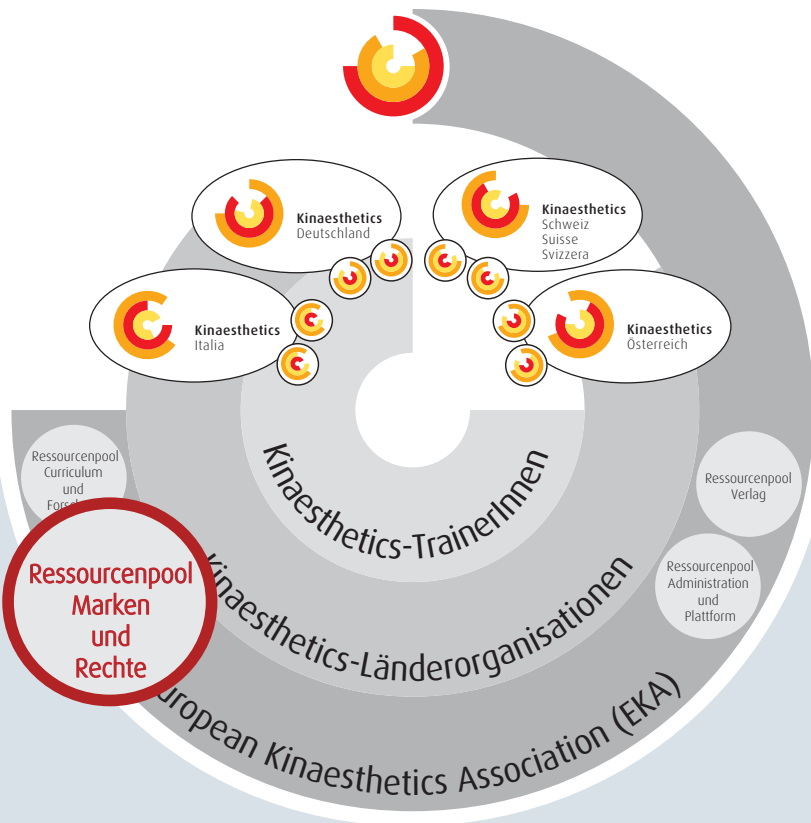 Kinaesthetics
Deutschland
Kinaesthetics
Schweiz
Suisse
Svizzera
Kinaesthetics
Italia
Kinaesthetics
Österreich
Ressourcenpool
Curriculum
und
Ressourcenpool
Marken
und
Rechte
Ressourcenpool
Verlag
Ressourcenpool
Administration
und
Plattform
Kinaesthetics-TrainerInnen
Kinaesthetics-Länderorganisationen
European Kinaesthetics Association (EKA)